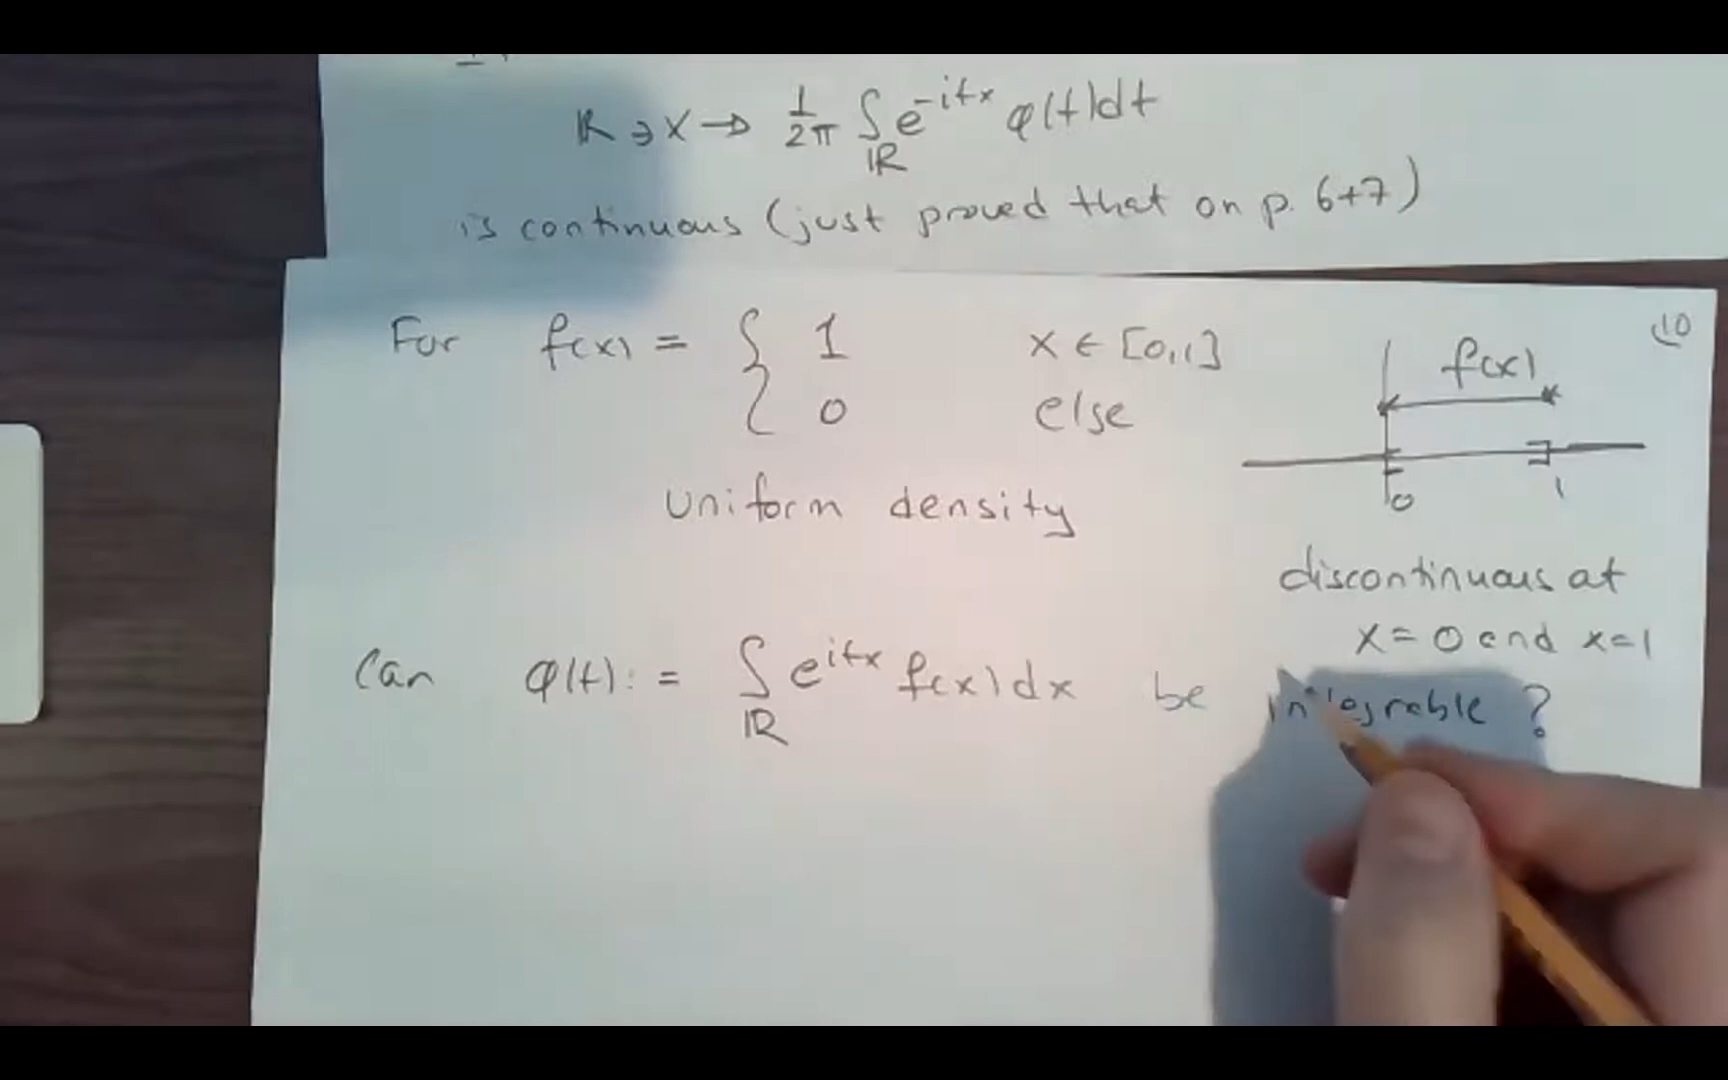 ℝ ∋ x → 1/2π ∫_ℝ e^{-itx} φ(t)dt
is continuous (just proved that on p. 6+7)
10
For f(x) = { 1 x ∈ [0,1]
0 else
f(x)
0 1
uniform density
discontinuous at
x=0 and x=1
Can φ(t) := ∫_ℝ e^{itx} f(x)dx be integrable ?